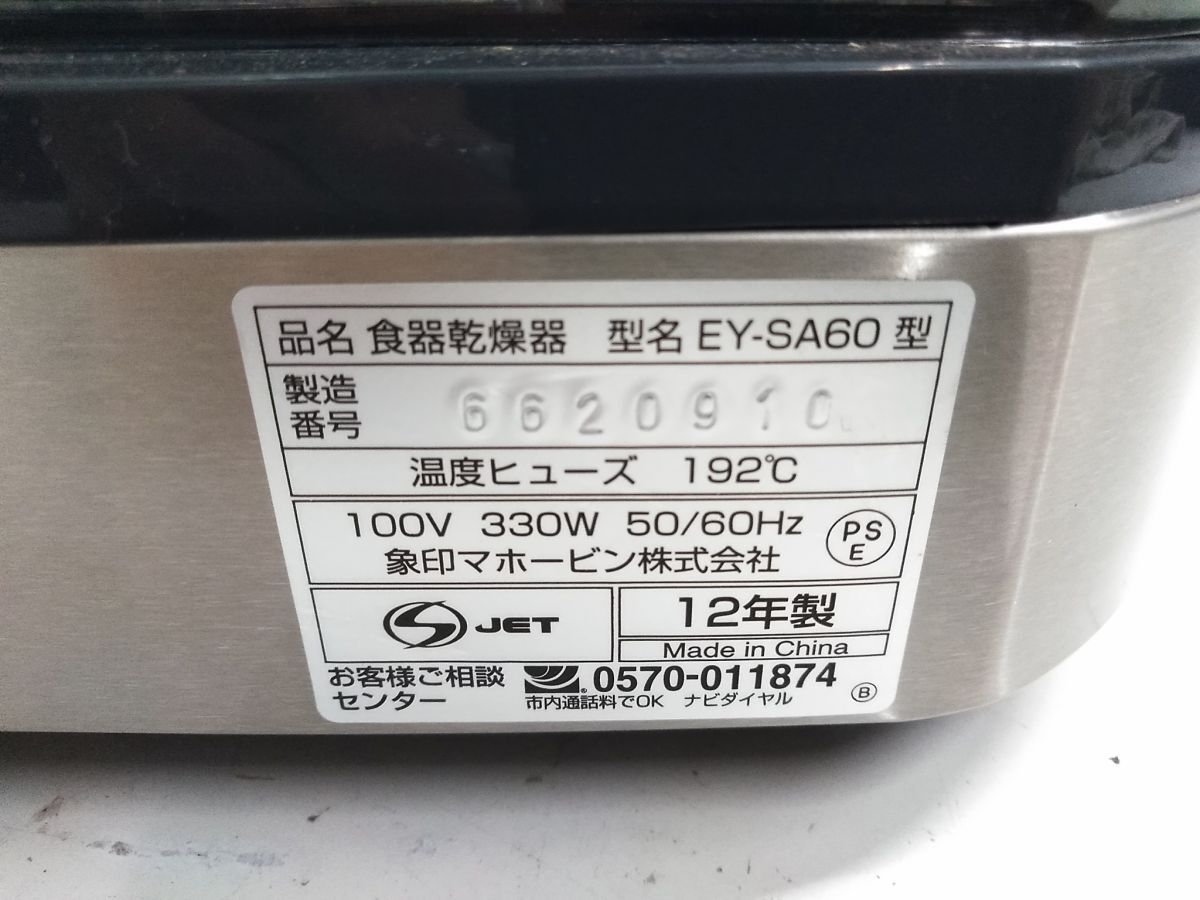 品名 食器乾燥器 型名 EY-SA60 型
製造
番号 6620910
温度ヒューズ 192℃
100V 330W 50/60Hz
PS
E
象印マホービン株式会社
JET
12年製
Made in China
お客様ご相談
センター
0570-011874
市内通話料でOK ナビダイヤル
B